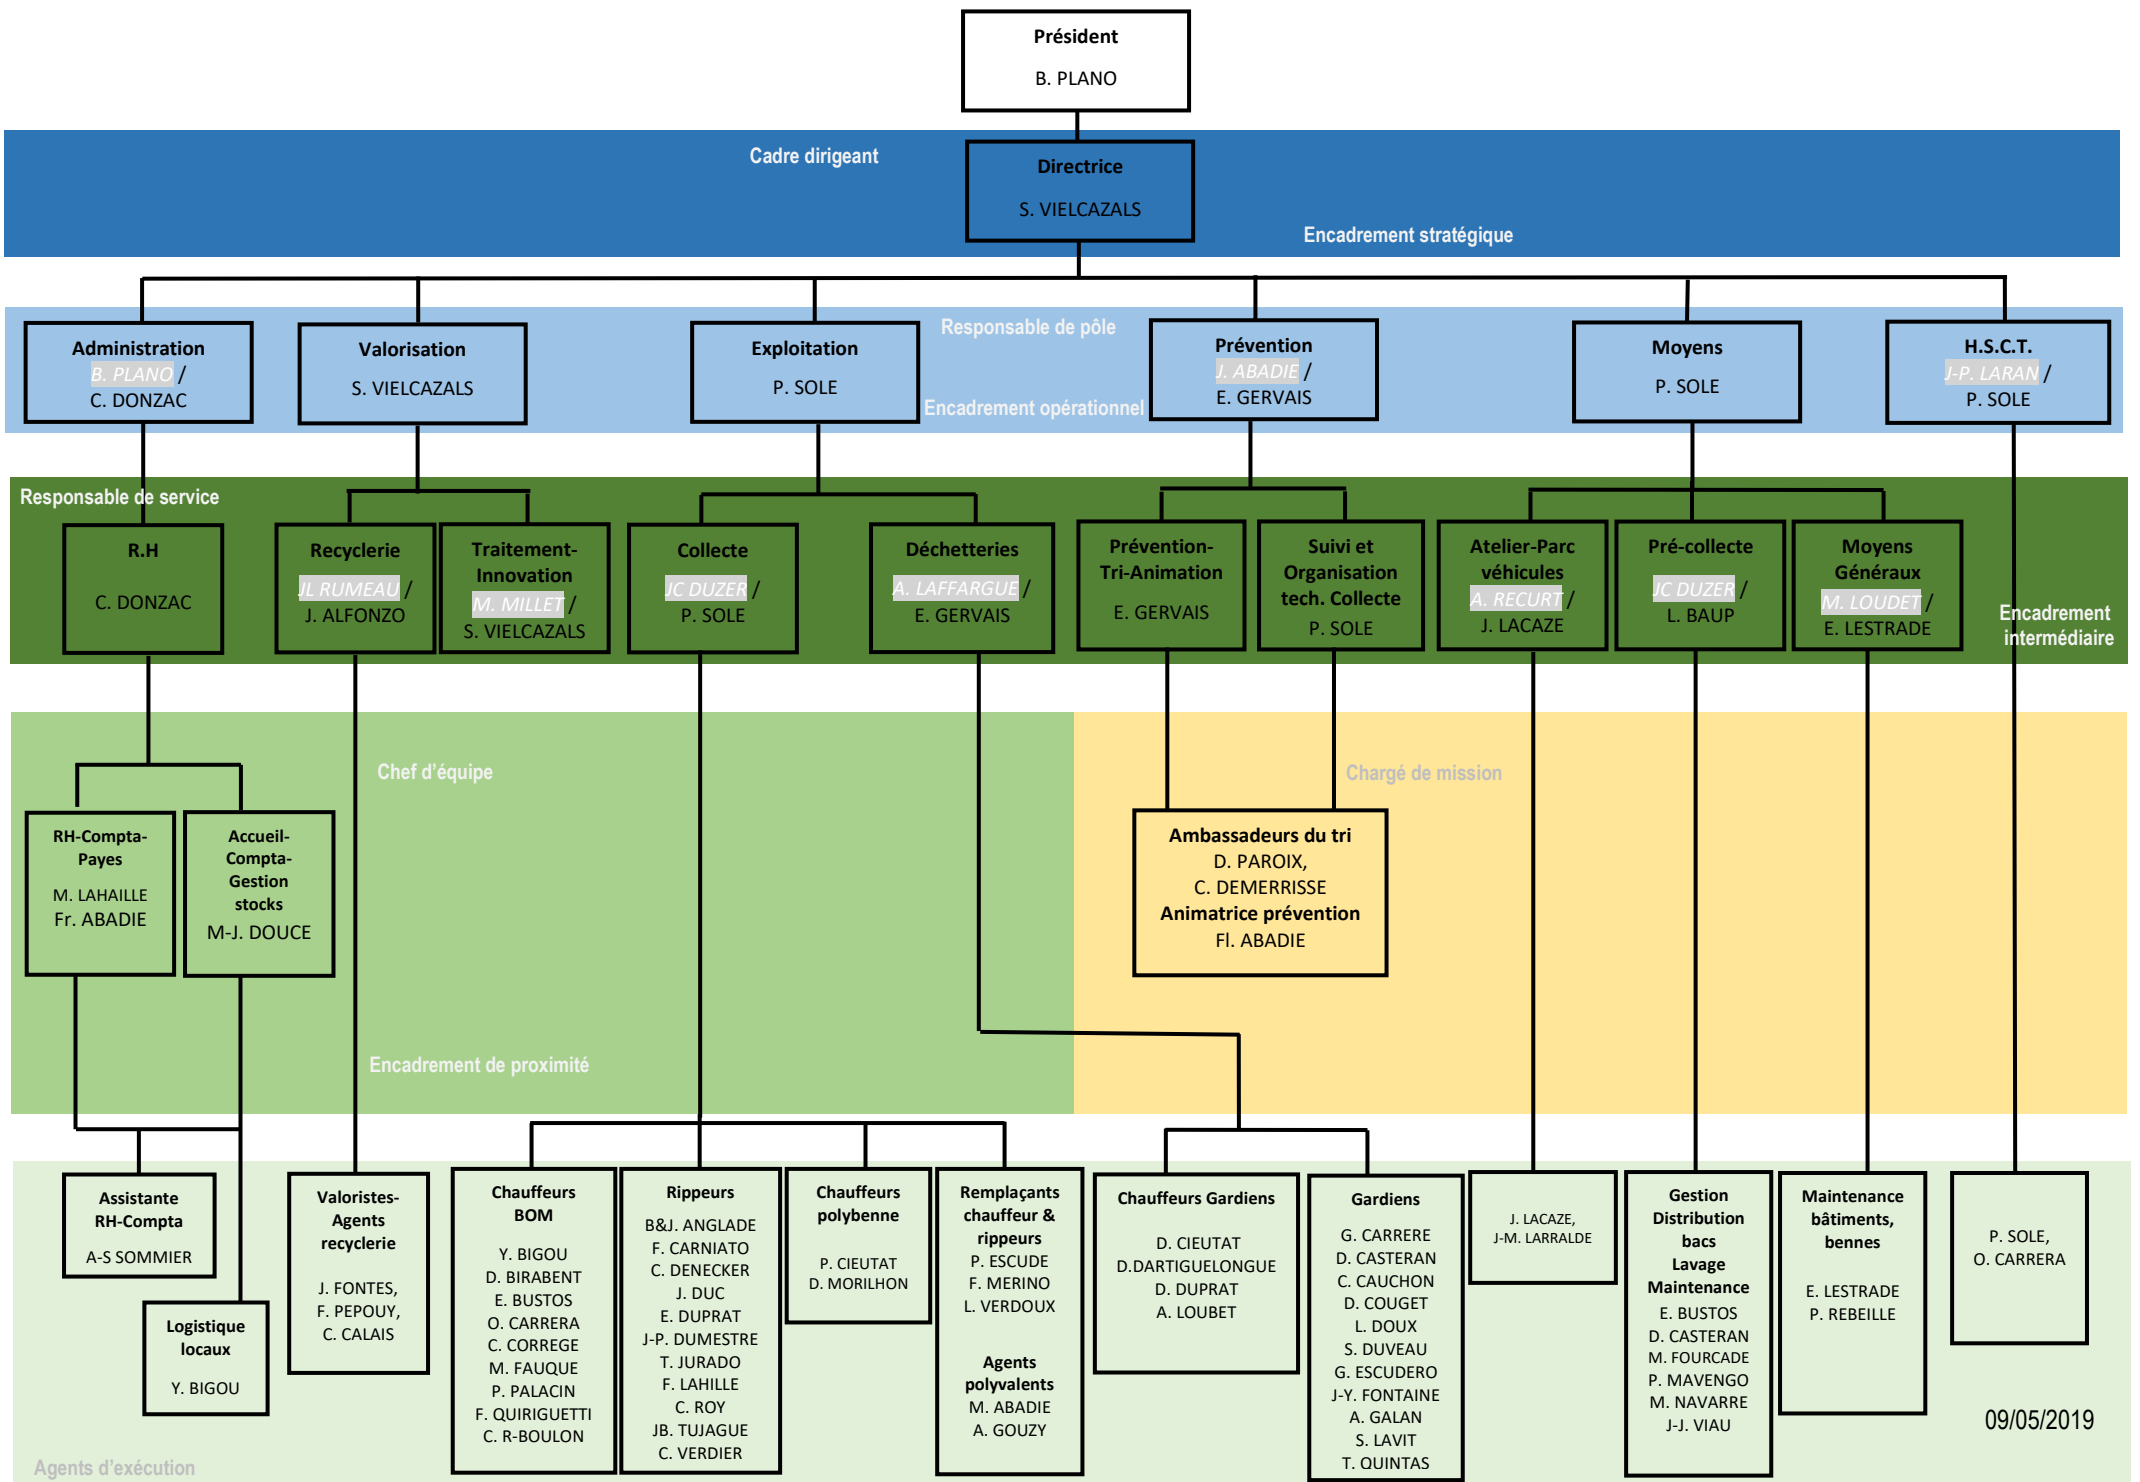 Président
B. PLANO
Cadre dirigeant
Directrice
S. VIELCAZALS
Encadrement stratégique
Responsable de pôle
Administration
B. PLANO /
C. DONZAC
Valorisation
S. VIELCAZALS
Exploitation
P. SOLE
Prévention
J. ABADIE /
E. GERVAIS
Moyens
P. SOLE
H.S.C.T.
J-P. LARAN /
P. SOLE
Encadrement opérationnel
Responsable de service
R.H
C. DONZAC
Recyclerie
JL RUMEAU /
J. ALFONZO
Traitement-
Innovation
M. MILLET /
S. VIELCAZALS
Collecte
JC DUZER /
P. SOLE
Déchetteries
A. LAFFARGUE /
E. GERVAIS
Prévention-
Tri-Animation
E. GERVAIS
Suivi et
Organisation
tech. Collecte
P. SOLE
Atelier-Parc
véhicules
A. RECURT /
J. LACAZE
Pré-collecte
JC DUZER /
L. BAUP
Moyens
Généraux
M. LOUDET /
E. LESTRADE
Encadrement
intermédiaire
Chef d'équipe
Chargé de mission
RH-Compta-
Payes
M. LAHAILLE
Fr. ABADIE
Accueil-
Compta-
Gestion
stocks
M-J. DOUCE
Ambassadeurs du tri
D. PAROIX,
C. DEMERRISSE
Animatrice prévention
Fl. ABADIE
Encadrement de proximité
Assistante
RH-Compta
A-S SOMMIER
Logistique
locaux
Y. BIGOU
Valoristes-
Agents
recyclerie
J. FONTES,
F. PEPOUY,
C. CALAIS
Chauffeurs
BOM
Y. BIGOU
D. BIRABENT
E. BUSTOS
O. CARRERA
C. CORREGE
M. FAUQUE
P. PALACIN
F. QUIRIGUETTI
C. R-BOULON
Rippeurs
B&J. ANGLADE
F. CARNIATO
C. DENECKER
J. DUC
E. DUPRAT
J-P. DUMESTRE
T. JURADO
F. LAHILLE
C. ROY
JB. TUJAGUE
C. VERDIER
Chauffeurs
polybenne
P. CIEUTAT
D. MORILHON
Remplaçants
chauffeur &
rippeurs
P. ESCUDE
F. MERINO
L. VERDOUX
Agents
polyvalents
M. ABADIE
A. GOUZY
Chauffeurs Gardiens
D. CIEUTAT
D.DARTIGUELONGUE
D. DUPRAT
A. LOUBET
Gardiens
G. CARRERE
D. CASTERAN
C. CAUCHON
D. COUGET
L. DOUX
S. DUVEAU
G. ESCUDERO
J-Y. FONTAINE
A. GALAN
S. LAVIT
T. QUINTAS
J. LACAZE,
J-M. LARRALDE
Gestion
Distribution
bacs
Lavage
Maintenance
E. BUSTOS
D. CASTERAN
M. FOURCADE
P. MAVENGO
M. NAVARRE
J-J. VIAU
Maintenance
bâtiments,
bennes
E. LESTRADE
P. REBEILLE
P. SOLE,
O. CARRERA
09/05/2019
Agents d'exécution